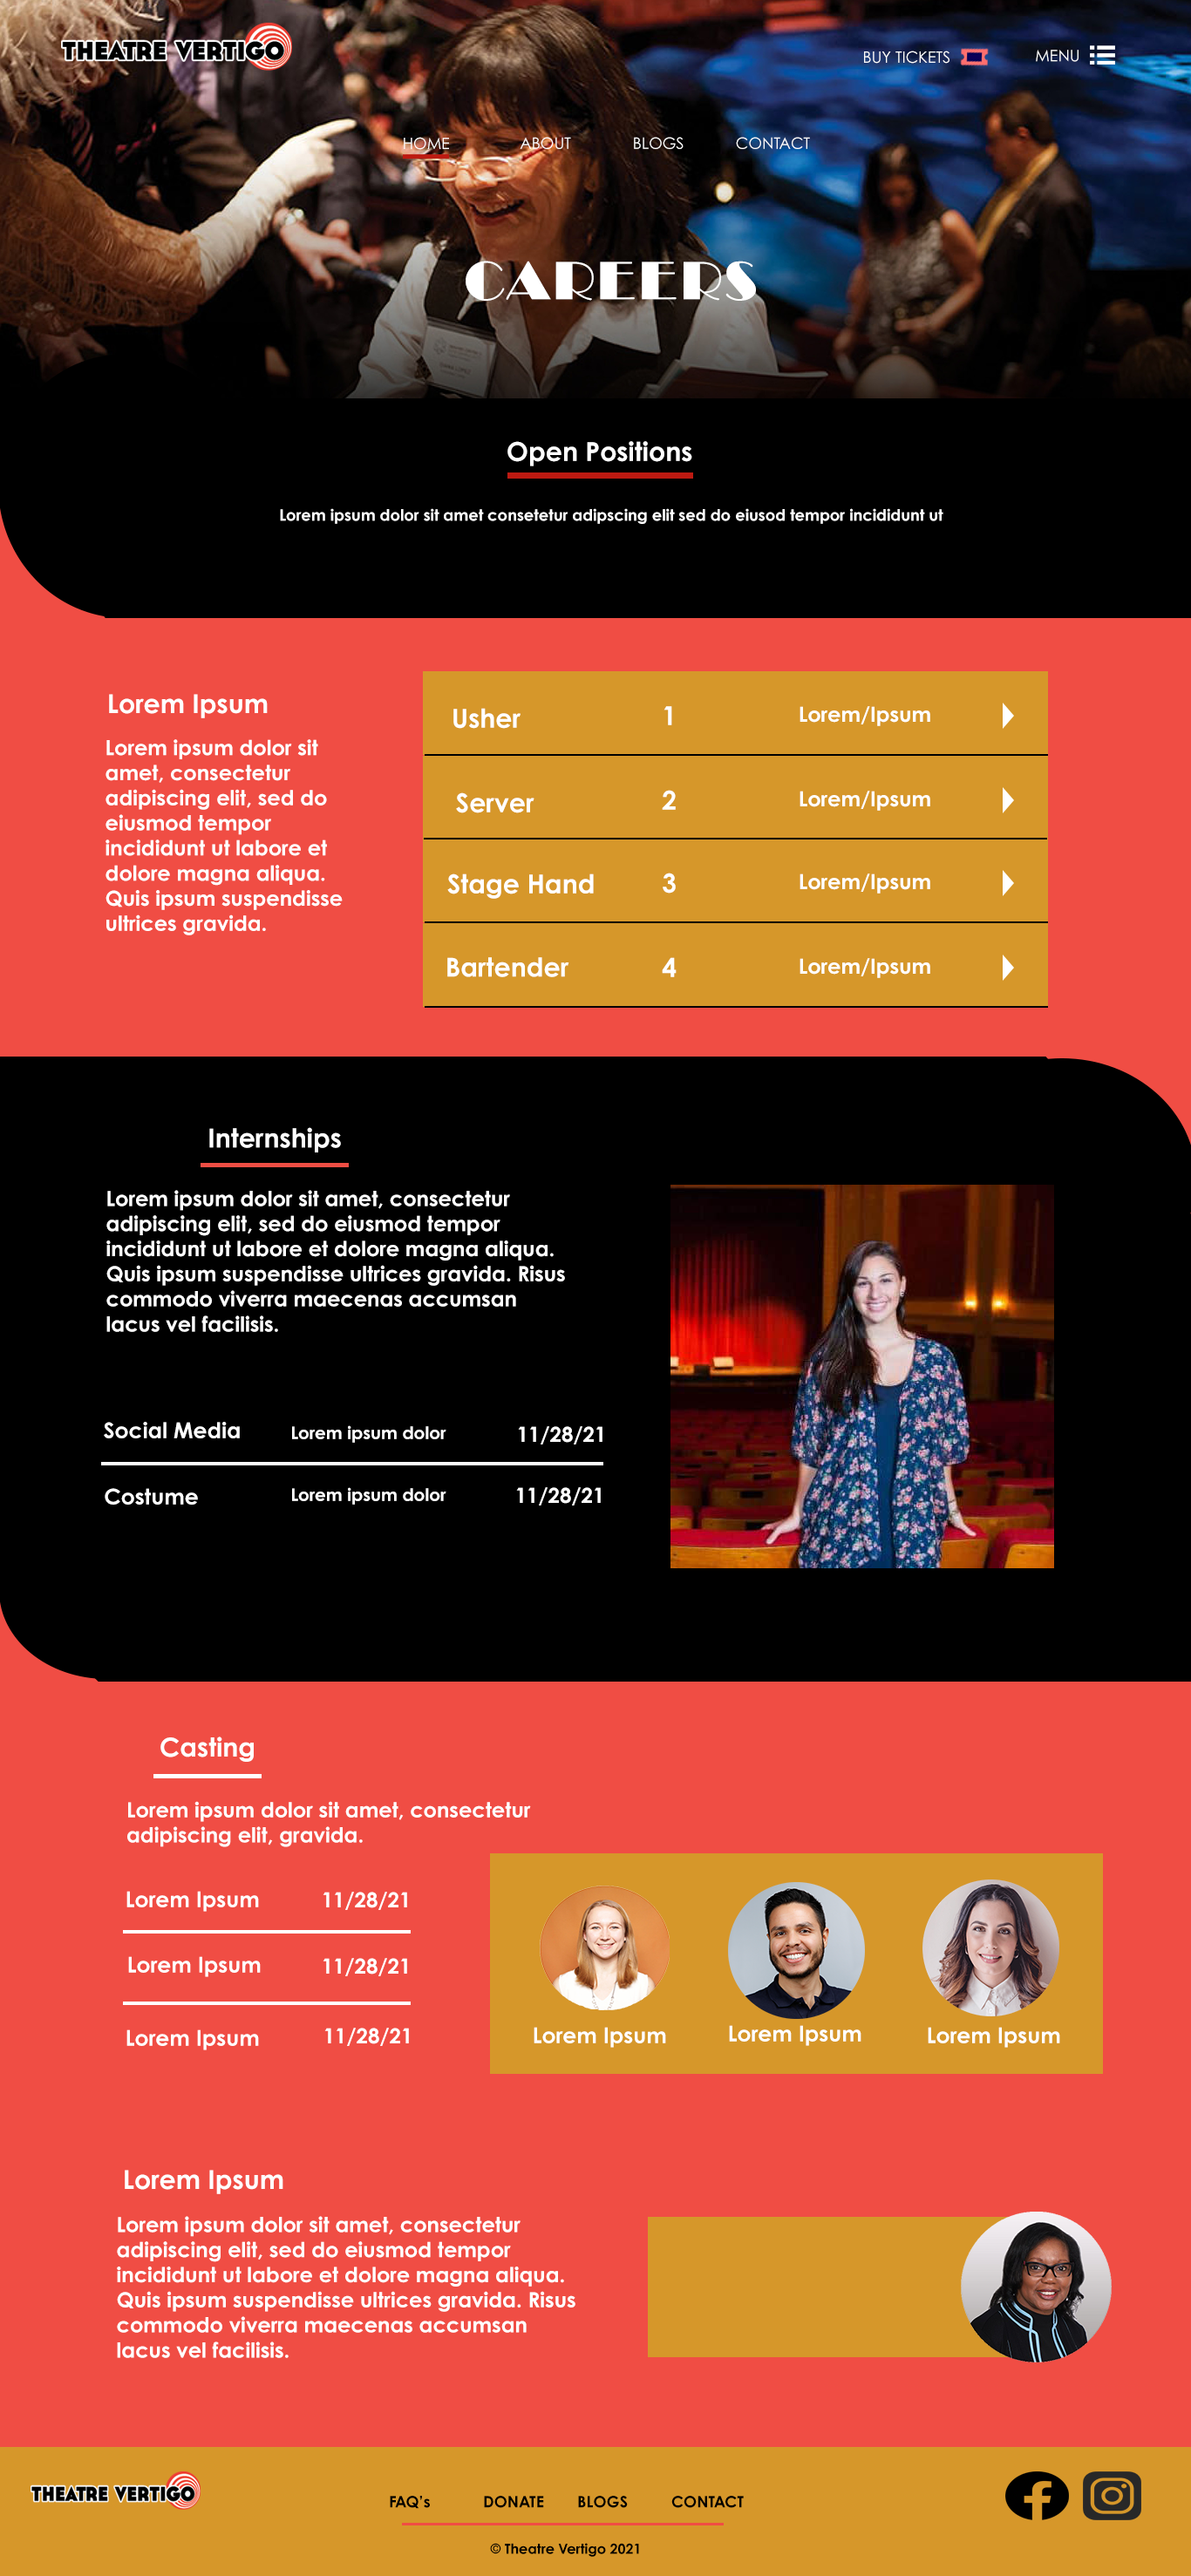 THEATRE VERTIGO
BUY TICKETS
MENU
HOME ABOUT BLOGS CONTACT
CAREERS
Open Positions
Lorem ipsum dolor sit amet consetetur adipscing elit sed do eiusod tempor incididunt ut
Lorem Ipsum
Lorem ipsum dolor sit
amet, consectetur
adipiscing elit, sed do
eiusmod tempor
incididunt ut labore et
dolore magna aliqua.
Quis ipsum suspendisse
ultrices gravida.
Usher 1 Lorem/Ipsum
Server 2 Lorem/Ipsum
Stage Hand 3 Lorem/Ipsum
Bartender 4 Lorem/Ipsum
Internships
Lorem ipsum dolor sit amet, consectetur
adipiscing elit, sed do eiusmod tempor
incididunt ut labore et dolore magna aliqua.
Quis ipsum suspendisse ultrices gravida. Risus
commodo viverra maecenas accumsan
lacus vel facilisis.
Social Media Lorem ipsum dolor 11/28/21
Costume Lorem ipsum dolor 11/28/21
Casting
Lorem ipsum dolor sit amet, consectetur
adipiscing elit, gravida.
Lorem Ipsum 11/28/21
Lorem Ipsum 11/28/21
Lorem Ipsum 11/28/21
Lorem Ipsum Lorem Ipsum Lorem Ipsum
Lorem Ipsum
Lorem ipsum dolor sit amet, consectetur
adipiscing elit, sed do eiusmod tempor
incididunt ut labore et dolore magna aliqua.
Quis ipsum suspendisse ultrices gravida. Risus
commodo viverra maecenas accumsan
lacus vel facilisis.
THEATRE VERTIGO
FAQ's DONATE BLOGS CONTACT
© Theatre Vertigo 2021